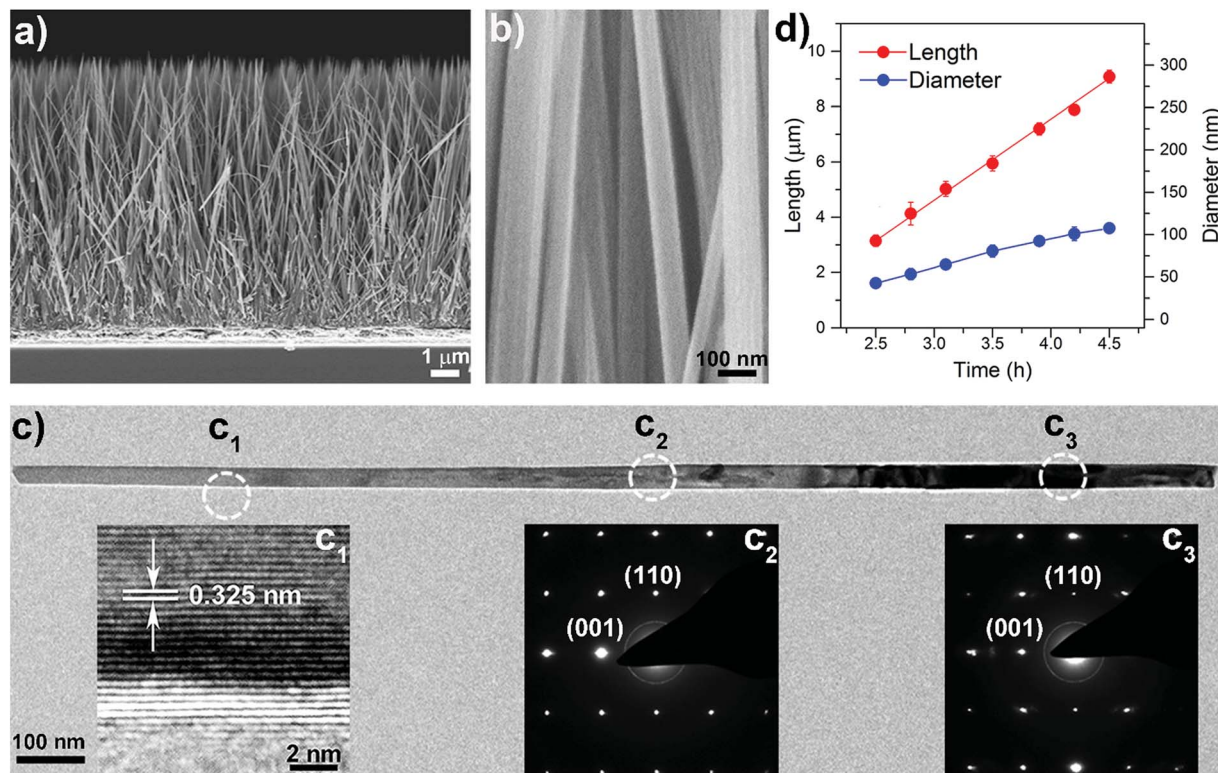 a)
1 μm
b)
100 nm
d)
Length
Diameter
Length (μm)
10
8
6
4
2
0
Diameter (nm)
300
250
200
150
100
50
0
2.5 3.0 3.5 4.0 4.5
Time (h)
c)
c1
c2
c3
c1
0.325 nm
2 nm
100 nm
c2
(110)
(001)
c3
(110)
(001)